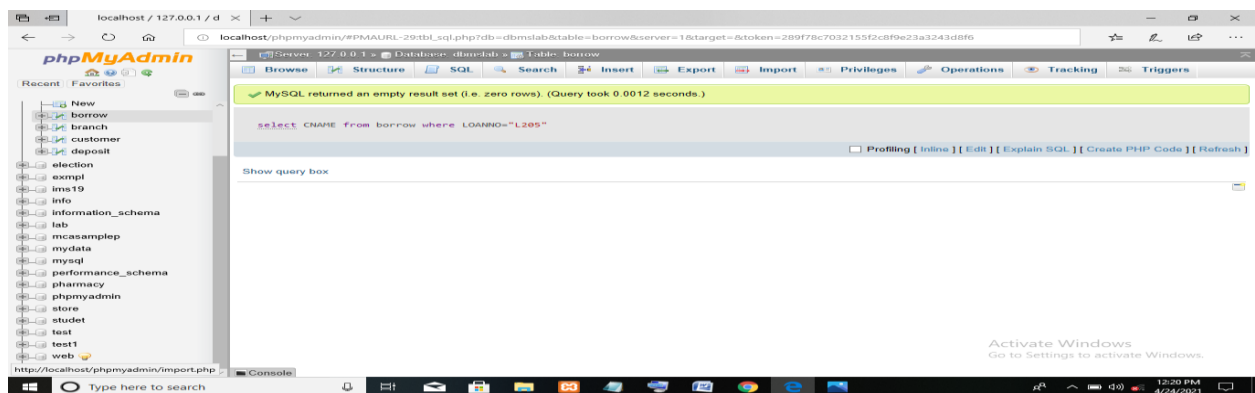 localhost / 127.0.0.1 / d
localhost/phpmyadmin/#PMAURL-29:tbl_sql.php?db=dbmslab&table=borrow&server=1&target=&token=289f78c7032155f2c8f9e23a3243d8f6
phpMyAdmin
Recent Favorites
New
borrow
branch
customer
deposit
election
exmpl
ims19
info
information_schema
lab
mcasamplep
mydata
mysql
performance_schema
pharmacy
phpmyadmin
store
studet
test
test1
web
http://localhost/phpmyadmin/import.php
Server: 127.0.0.1 » Database: dbmslab » Table: borrow
Browse Structure SQL Search Insert Export Import Privileges Operations Tracking Triggers
MySQL returned an empty result set (i.e. zero rows). (Query took 0.0012 seconds.)
select CNAME from borrow where LOANNO="L205"
Profiling [ Inline ] [ Edit ] [ Explain SQL ] [ Create PHP Code ] [ Refresh ]
Show query box
Activate Windows
Go to Settings to activate Windows.
Console
Type here to search
12:20 PM
4/24/2021